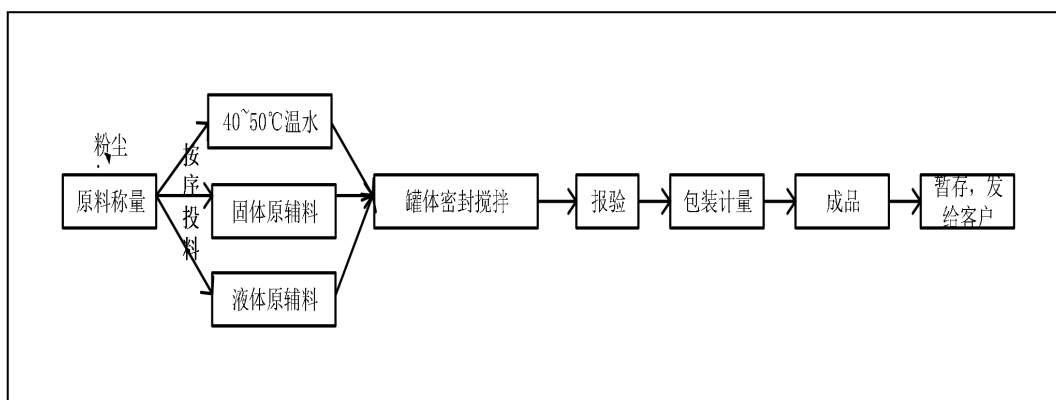 粉尘
原料称量
按序投料
40~50℃温水
固体原辅料
液体原辅料
罐体密封搅拌
报验
包装计量
成品
暂存，发
给客户